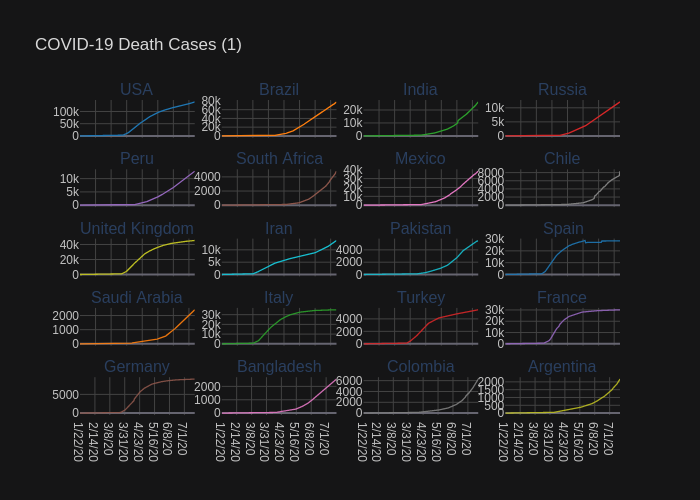 COVID-19 Death Cases (1)
USA Brazil India Russia
100k 50k 0 80k 60k 40k 20k 0 20k 10k 0 10k 5k 0
Peru South Africa Mexico Chile
10k 5k 0 4000 2000 0 40k 30k 20k 10k 0 8000 6000 4000 2000 0
United Kingdom Iran Pakistan Spain
40k 20k 0 10k 5k 0 4000 2000 0 30k 20k 10k 0
Saudi Arabia Italy Turkey France
2000 1000 0 30k 20k 10k 0 4000 2000 0 30k 20k 10k 0
Germany Bangladesh Colombia Argentina
5000 0 2000 1000 0 6000 4000 2000 0 2000 1500 1000 500 0
1/22/20 2/14/20 3/8/20 3/31/20 4/23/20 5/16/20 6/8/20 7/1/20 1/22/20 2/14/20 3/8/20 3/31/20 4/23/20 5/16/20 6/8/20 7/1/20 1/22/20 2/14/20 3/8/20 3/31/20 4/23/20 5/16/20 6/8/20 7/1/20 1/22/20 2/14/20 3/8/20 3/31/20 4/23/20 5/16/20 6/8/20 7/1/20